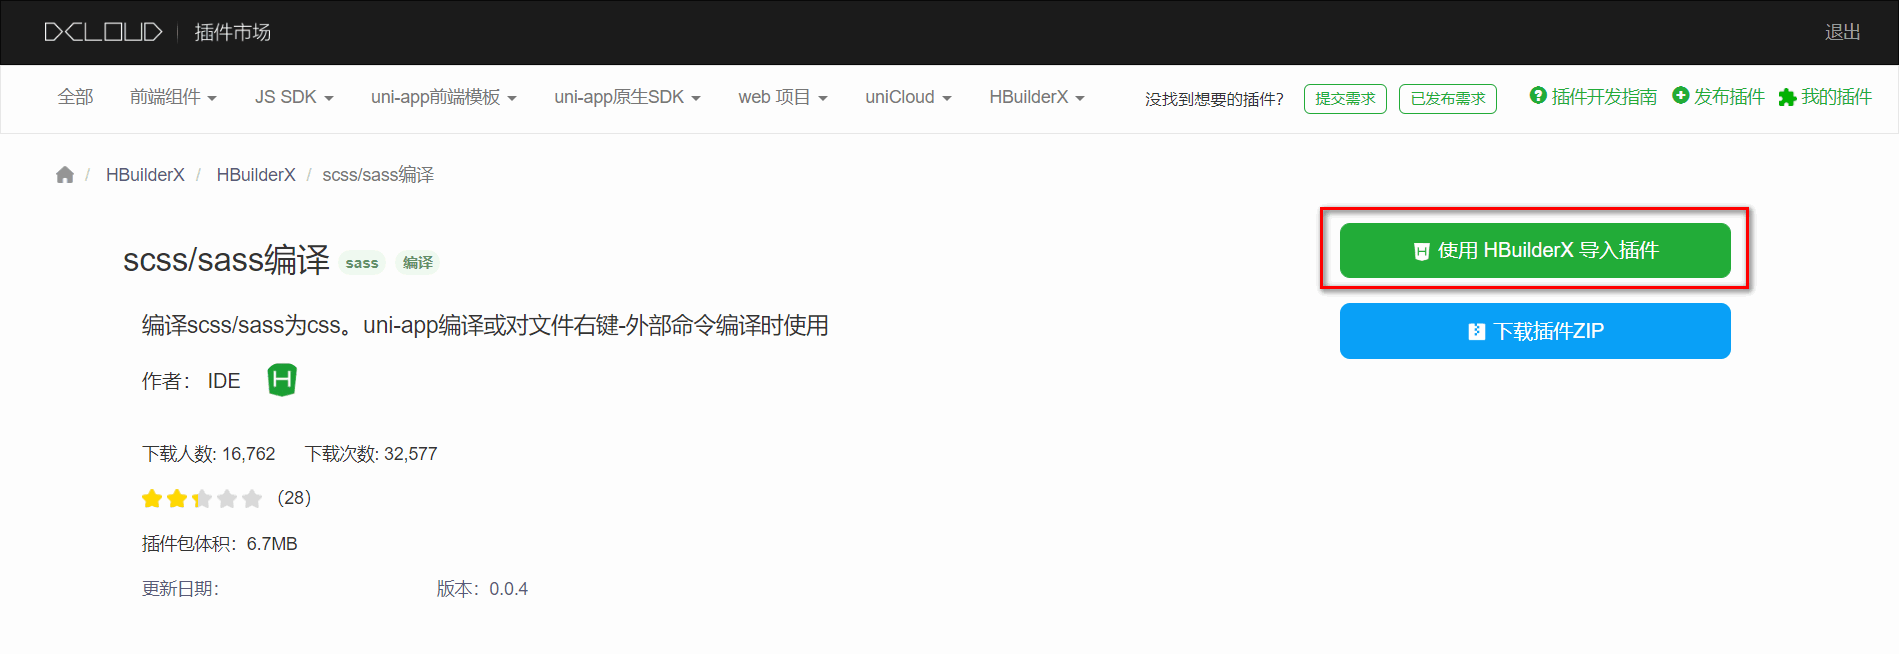 DCLOUD 插件市场 退出
全部 前端组件 JS SDK uni-app前端模板 uni-app原生SDK web 项目 uniCloud HBuilderX 没找到想要的插件? 提交需求 已发布需求 插件开发指南 发布插件 我的插件
/ HBuilderX / HBuilderX / scss/sass编译
scss/sass编译 sass 编译
使用 HBuilderX 导入插件
编译scss/sass为css。uni-app编译或对文件右键-外部命令编译时使用
下载插件ZIP
作者: IDE H
下载人数: 16,762 下载次数: 32,577
(28)
插件包体积: 6.7MB
更新日期: 版本: 0.0.4